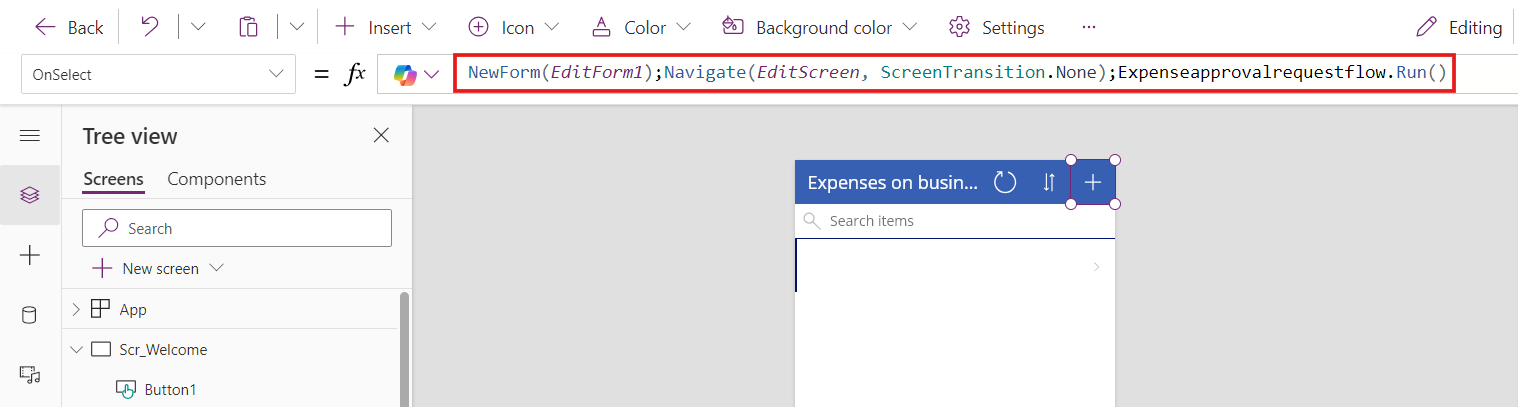 Back Insert Icon Color Background color Settings ... Editing
OnSelect = fx NewForm(EditForm1);Navigate(EditScreen, ScreenTransition.None);Expenseapprovalrequestflow.Run()
Tree view
Screens Components
Search
New screen
App
Scr_Welcome
Button1
Expenses on busin...
Search items